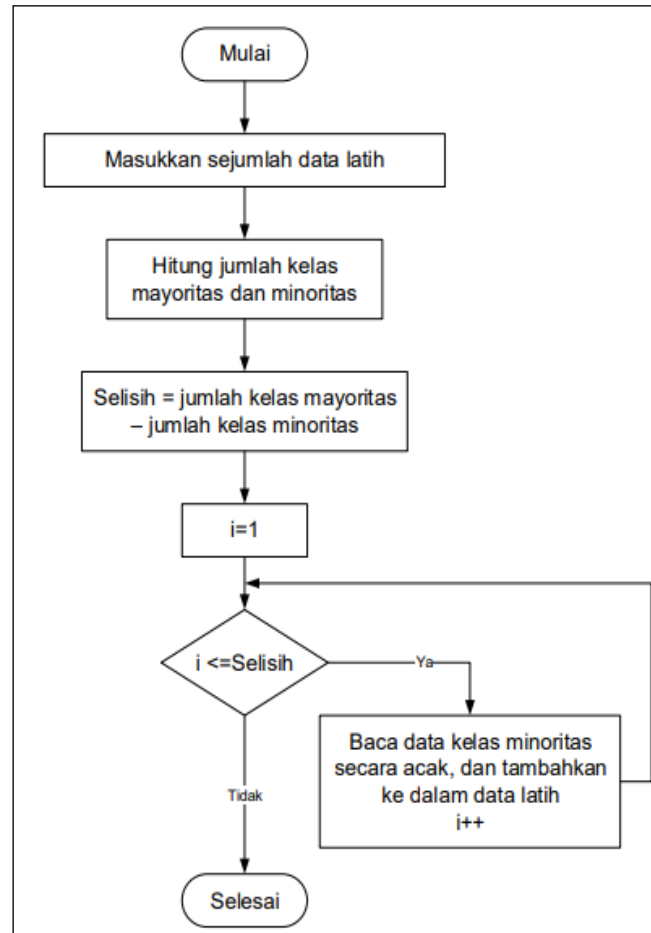 Mulai
Masukkan sejumlah data latih
Hitung jumlah kelas
mayoritas dan minoritas
Selisih = jumlah kelas mayoritas
– jumlah kelas minoritas
i=1
i <=Selisih
Ya
Baca data kelas minoritas
secara acak, dan tambahkan
ke dalam data latih
i++
Tidak
Selesai